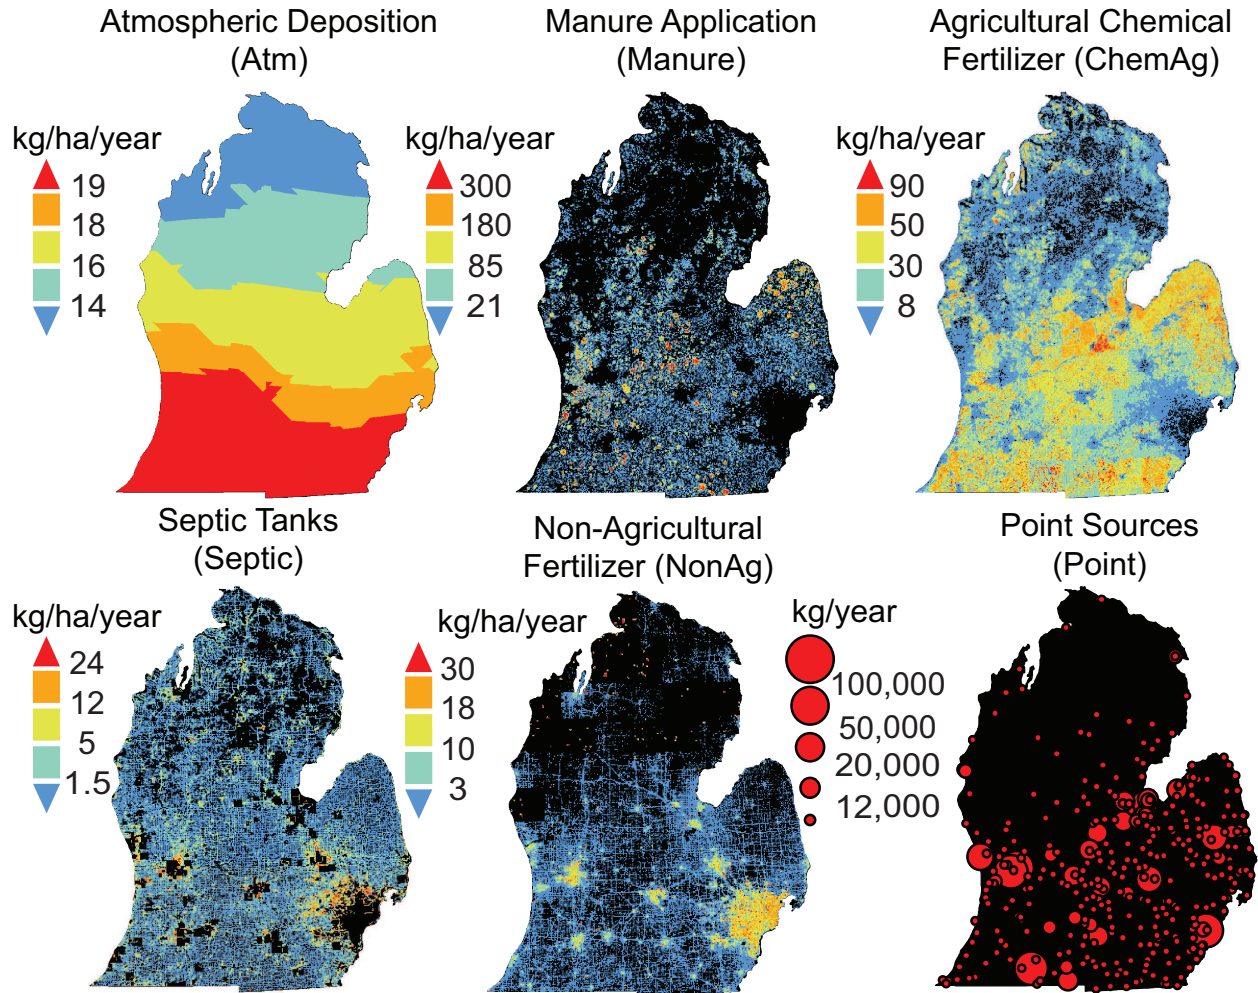 Atmospheric Deposition
(Atm)
kg/ha/year
19
18
16
14
Manure Application
(Manure)
kg/ha/year
300
180
85
21
Agricultural Chemical
Fertilizer (ChemAg)
kg/ha/year
90
50
30
8
Septic Tanks
(Septic)
kg/ha/year
24
12
5
1.5
Non-Agricultural
Fertilizer (NonAg)
kg/ha/year
30
18
10
3
Point Sources
(Point)
kg/year
100,000
50,000
20,000
12,000